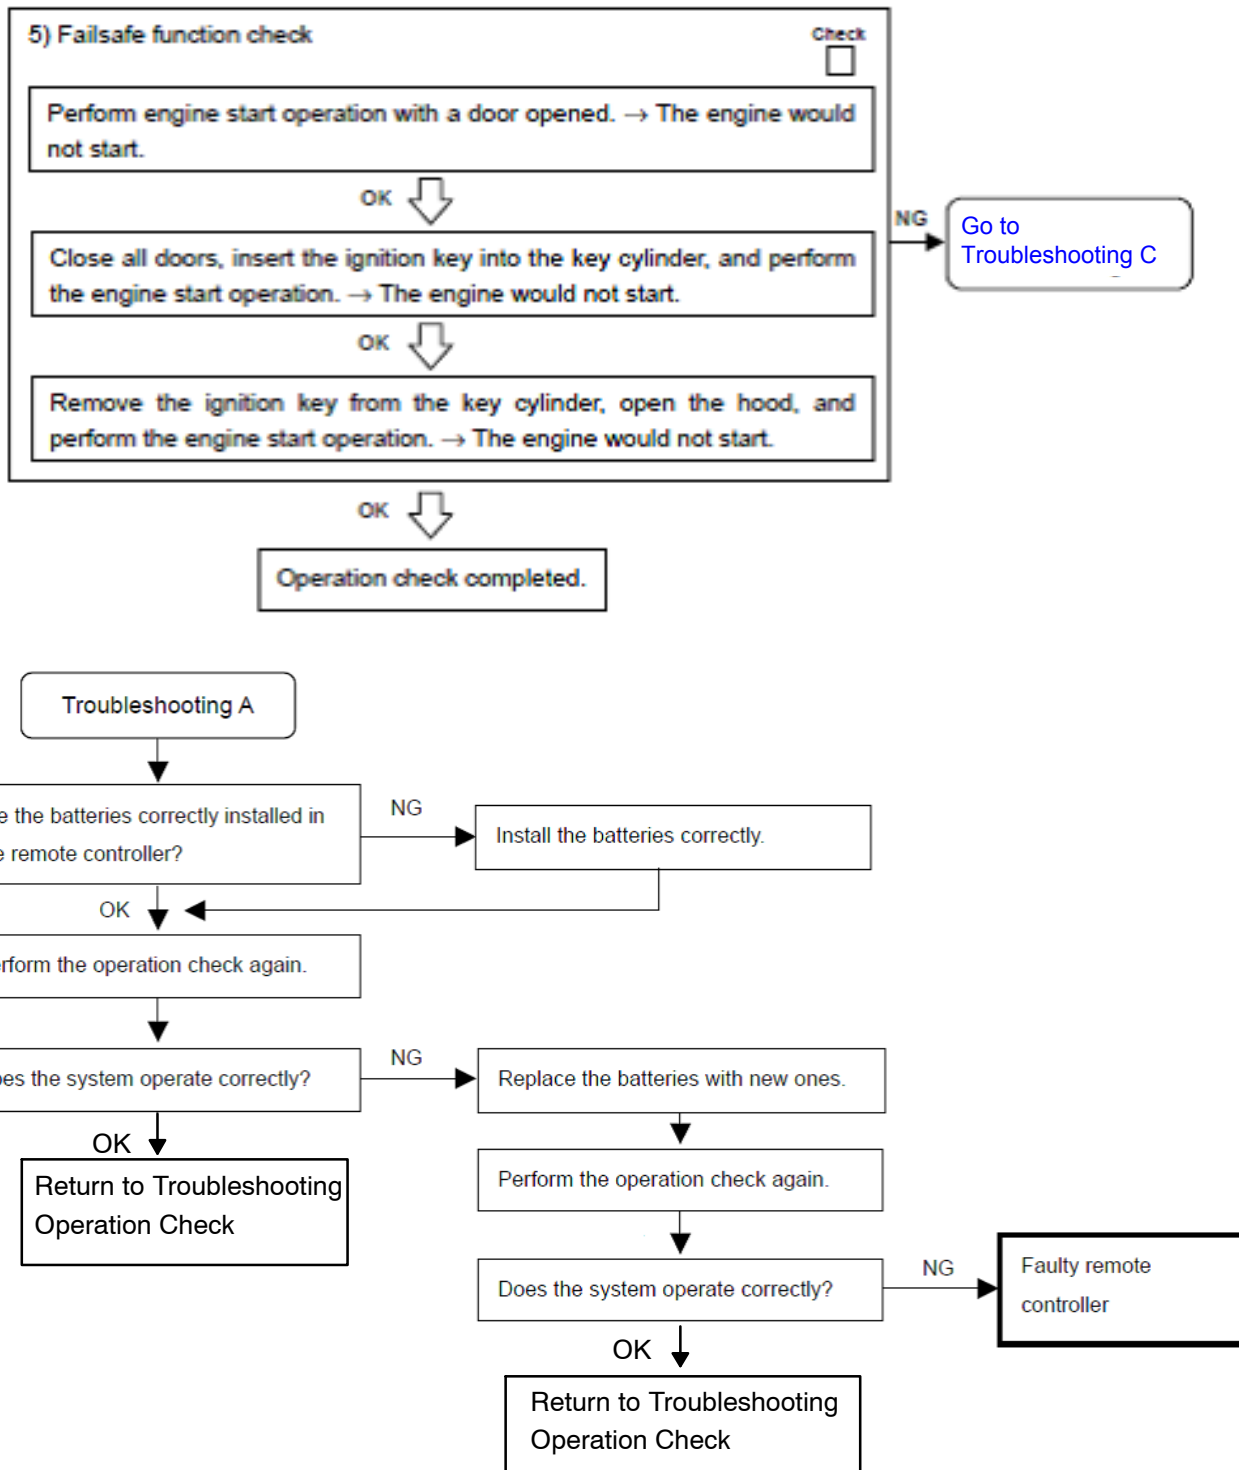 5) Failsafe function check
Check
Perform engine start operation with a door opened. → The engine would
not start.
OK
NG
Go to
Troubleshooting C
Close all doors, insert the ignition key into the key cylinder, and perform
the engine start operation. → The engine would not start.
OK
Remove the ignition key from the key cylinder, open the hood, and
perform the engine start operation. → The engine would not start.
OK
Operation check completed.
Troubleshooting A
e the batteries correctly installed in
e remote controller?
NG
Install the batteries correctly.
OK
rform the operation check again.
es the system operate correctly?
NG
Replace the batteries with new ones.
OK
Return to Troubleshooting
Operation Check
Perform the operation check again.
Does the system operate correctly?
NG
Faulty remote
controller
OK
Return to Troubleshooting
Operation Check